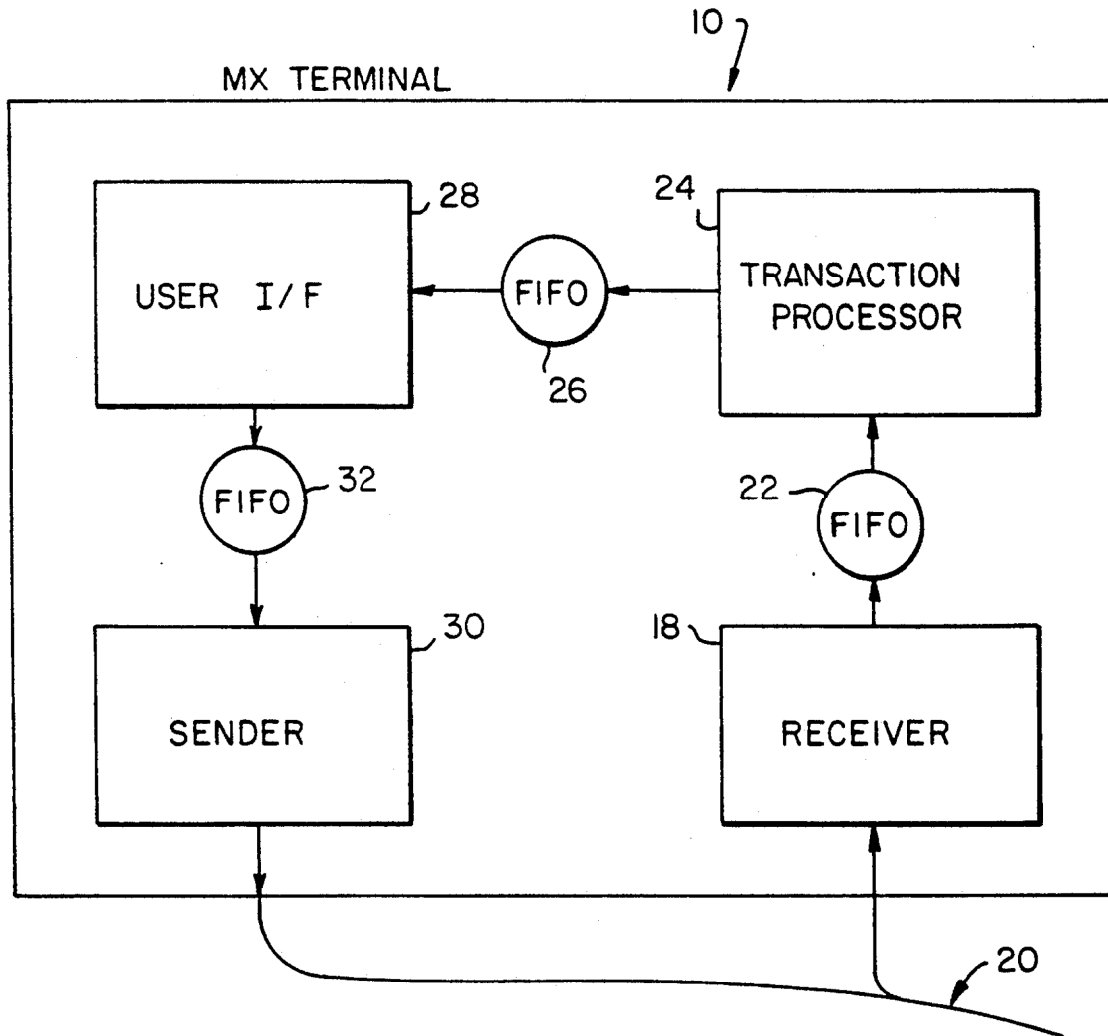 10
MX TERMINAL
28
24
USER I/F
FIFO
TRANSACTION
PROCESSOR
26
FIFO
32
22
FIFO
30
18
SENDER
RECEIVER
20